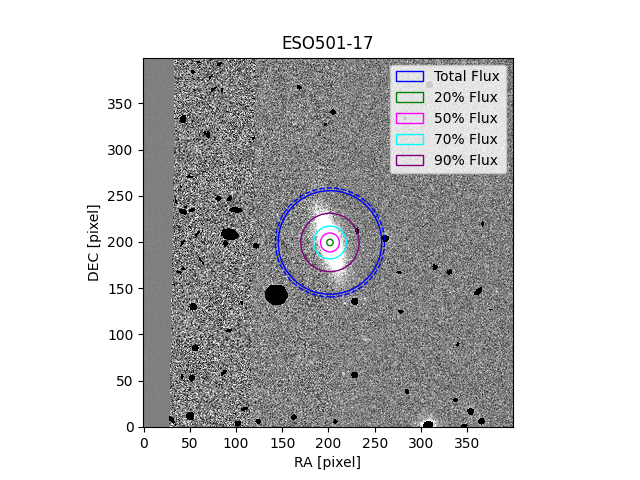 ESO501-17
Total Flux
20% Flux
50% Flux
70% Flux
90% Flux
350
300
250
200
150
100
50
0
DEC [pixel]
0 50 100 150 200 250 300 350
RA [pixel]